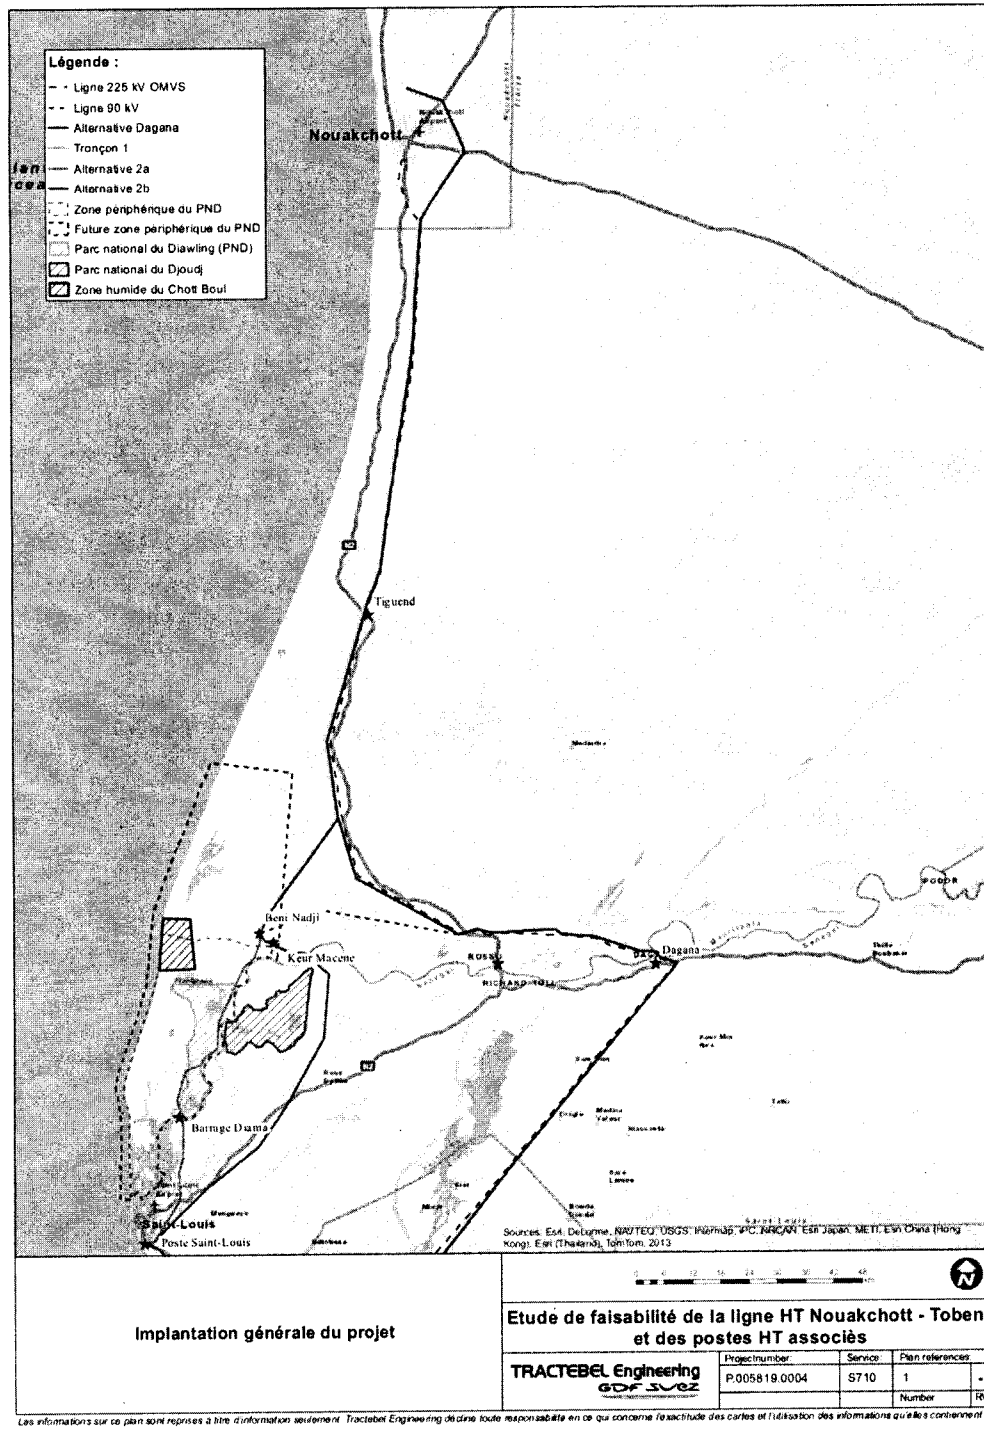 Légende :
Ligne 225 kV OMVS
Ligne 90 kV
Alternative Dagana
Tronçon 1
Alternative 2a
Alternative 2b
Zone périphérique du PND
Future zone périphérique du PND
Parc national du Diawling (PND)
Parc national du Djoudj
Zone humide du Chott Boul
Nouakchott
Nouakchott
Tiguend
Beni Nadji
Keur Macene
ROSSO
RICHARD TOLL
Dagana
PODOR
Barrage Diama
Saint-Louis
Poste Saint-Louis
Saint-Louis
Sources: Esri, DeLorme, NAVTEQ, USGS, Intermap, iPC, NRCAN, Esri Japan, METI, Esri China (Hong
Kong), Esri (Thailand), TomTom, 2013
N
Implantation générale du projet
Etude de faisabilité de la ligne HT Nouakchott - Toben
et des postes HT associès
TRACTEBEL Engineering
GDF SUEZ
Projectnumber:
Service:
Plan references:
P.005819.0004
S710
1
-
Number
Les informations sur ce plan sont reprises à titre d'information seulement. Tractebel Engineering décline toute responsabilité en ce qui concerne l'exactitude des cartes et l'utilisation des informations qu'elles contiennent